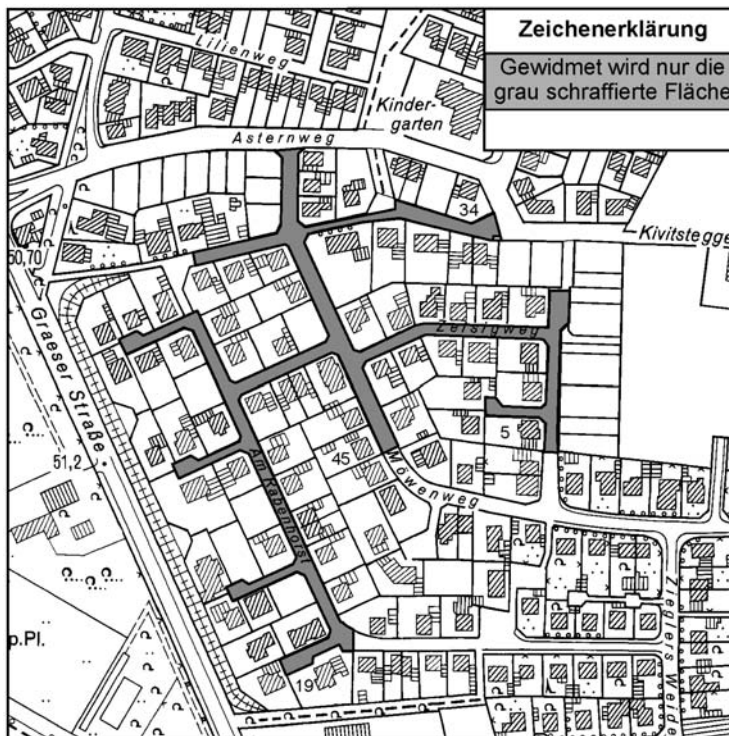 Zeichenerklärung
Gewidmet wird nur die
grau schraffierte Fläche
Lilienweg
Kinder-
garten
Asternweg
34
Kivitstegge
50,70
Graeser Straße
Zeisigweg
5
51,2
45
Möwenweg
Am Rabenhorst
p.Pl.
19
Zieglers Weide